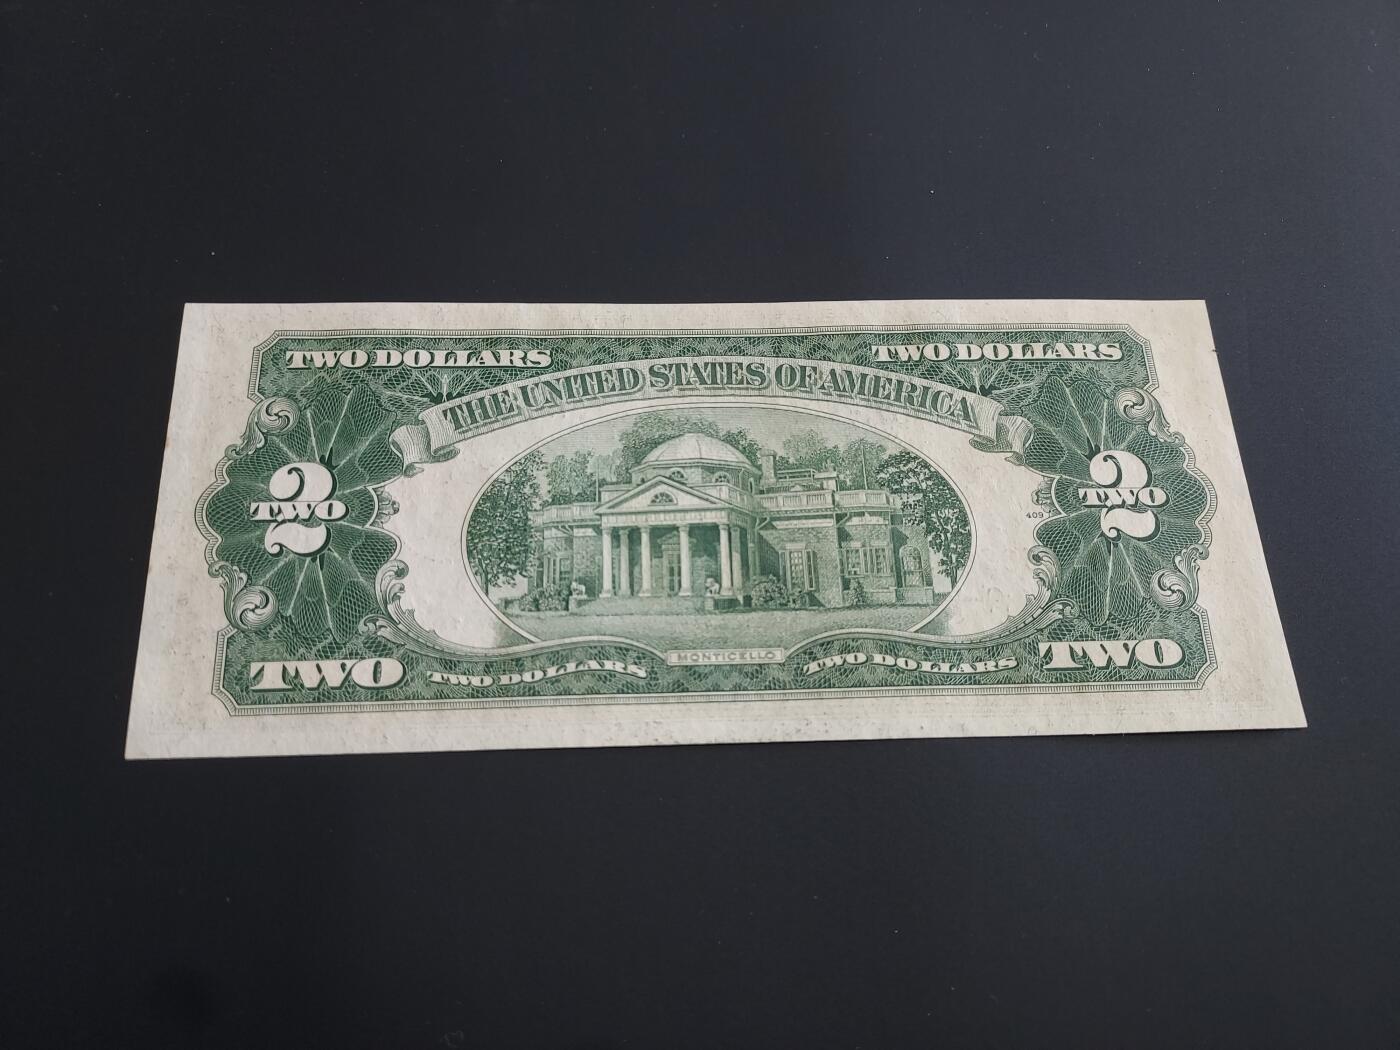 TWO DOLLARS TWO DOLLARS
THE UNITED STATES OF AMERICA
2 2
TWO TWO
409
MONTICELLO
TWO TWO DOLLARS TWO DOLLARS TWO